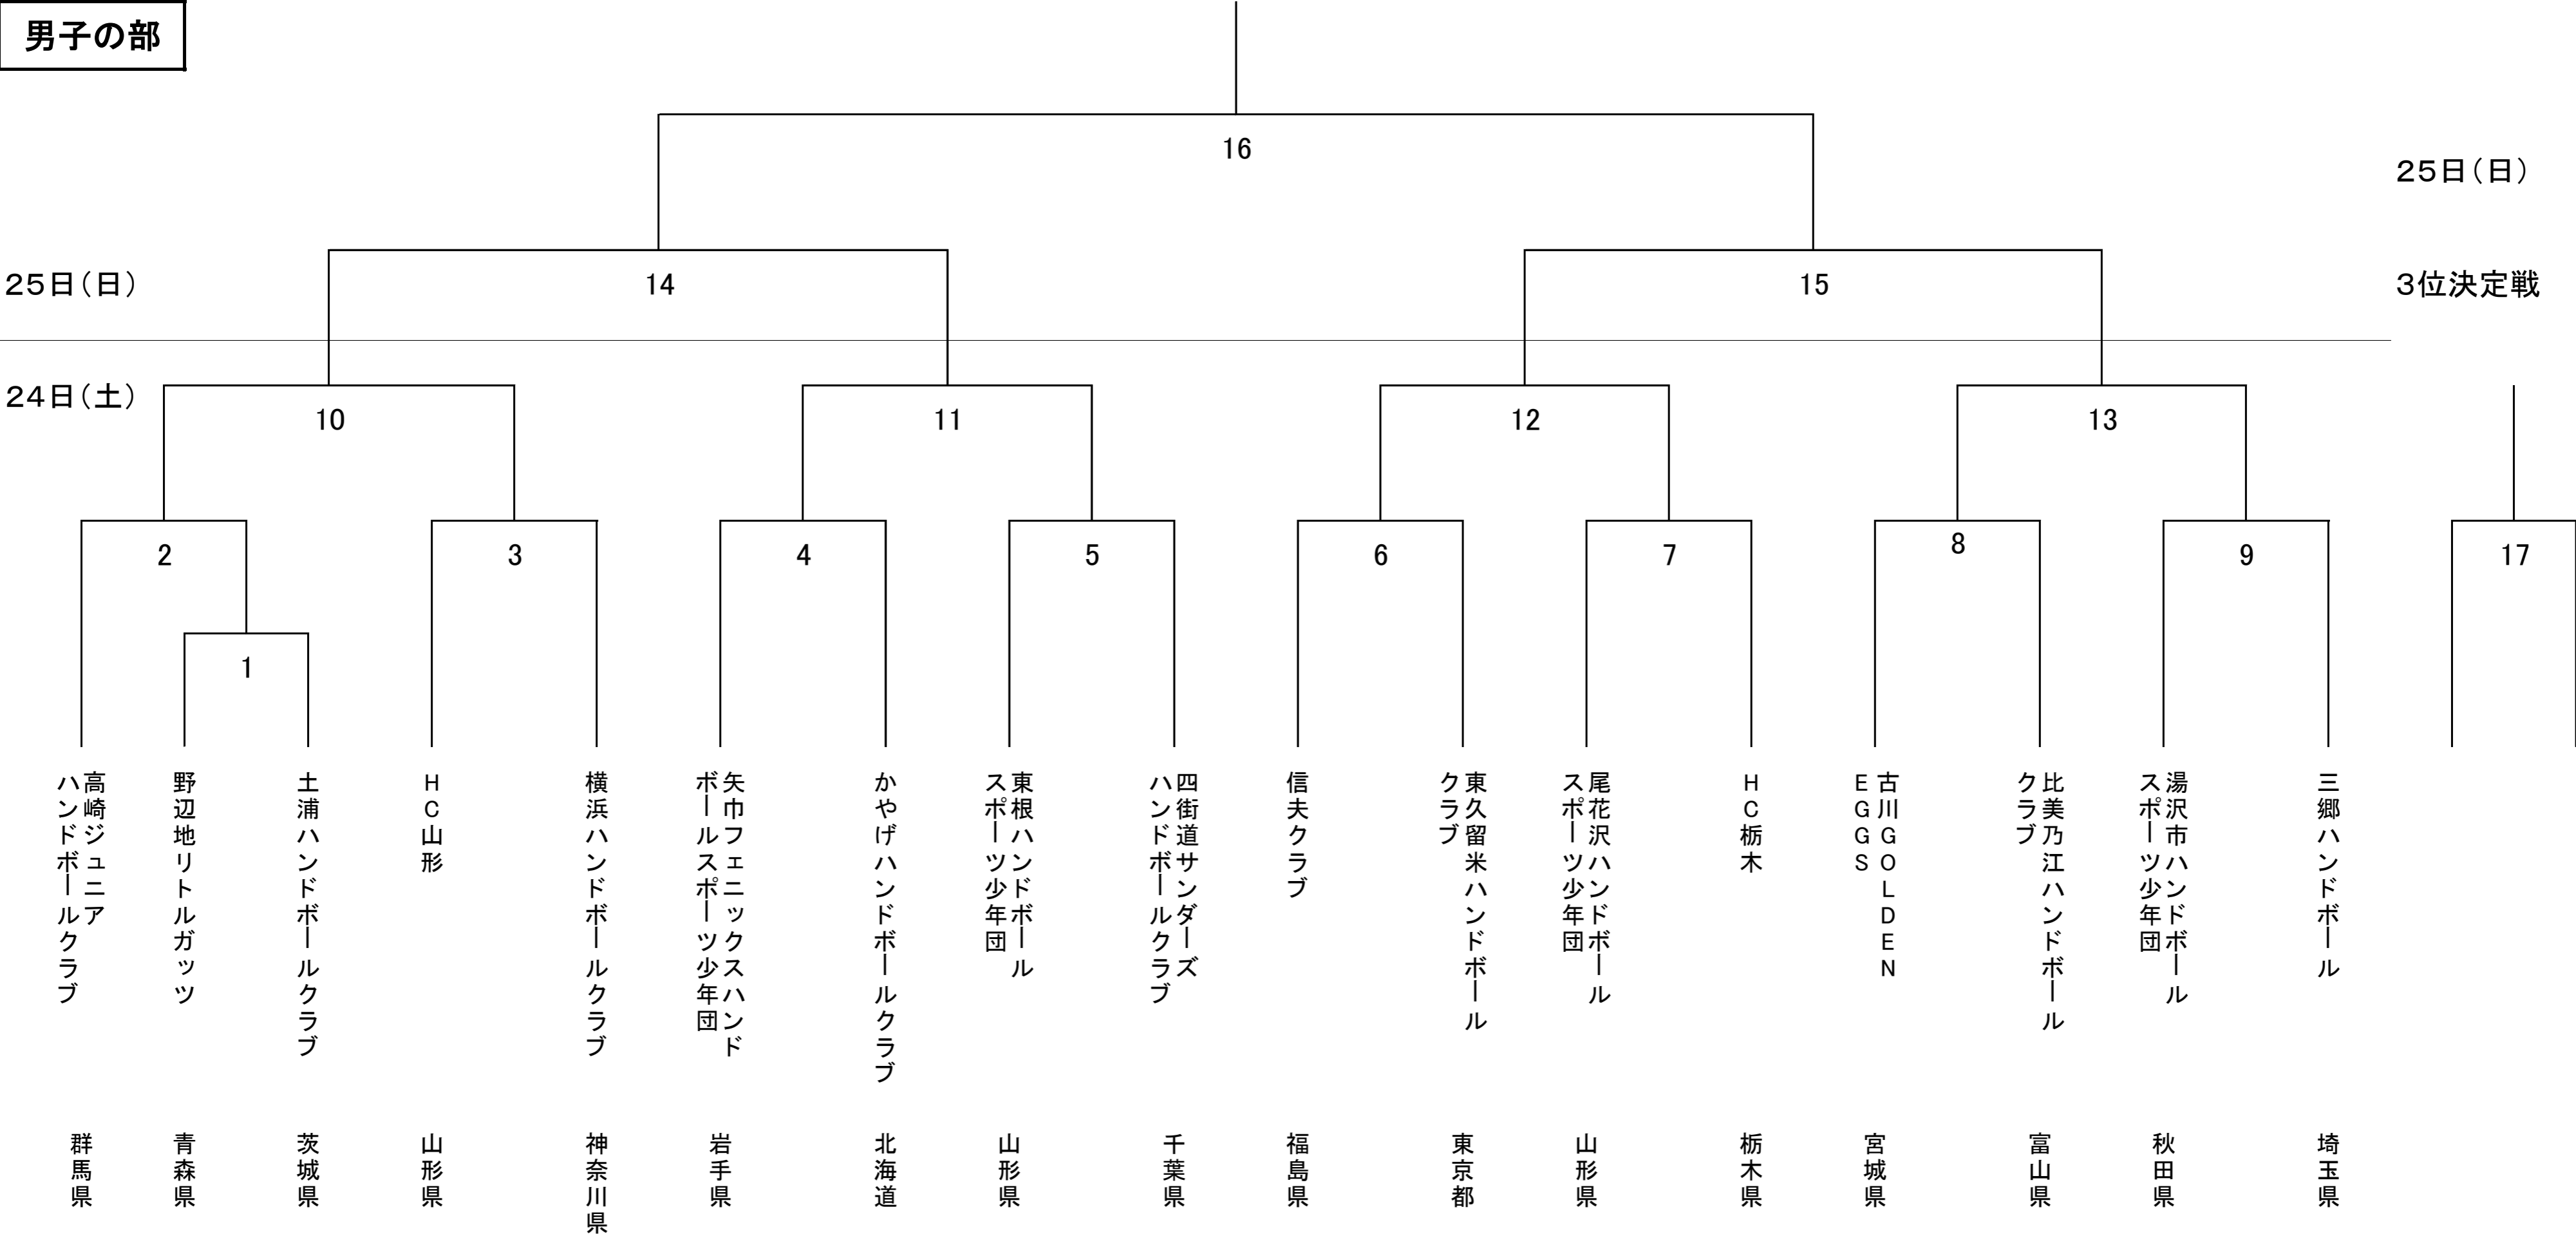 男子の部
16
25日(日)
25日(日)
14
15
3位決定戦
24日(土)
10
11
12
13
2
3
4
5
6
7
8
9
17
1
高崎ジュニア
ハンドボールクラブ
野辺地リトルガッツ
土浦ハンドボールクラブ
HC山形
横浜ハンドボールクラブ
矢巾フェニックスハンド
ボールスポーツ少年団
かやげハンドボールクラブ
東根ハンドボール
スポーツ少年団
四街道サンダーズ
ハンドボールクラブ
信夫クラブ
東久留米ハンドボール
クラブ
尾花沢ハンドボール
スポーツ少年団
HC栃木
古川GOLDEN
EGGS
比美乃江ハンドボール
クラブ
湯沢市ハンドボール
スポーツ少年団
三郷ハンドボール
群馬県
青森県
茨城県
山形県
神奈川県
岩手県
北海道
山形県
千葉県
福島県
東京都
山形県
栃木県
宮城県
富山県
秋田県
埼玉県